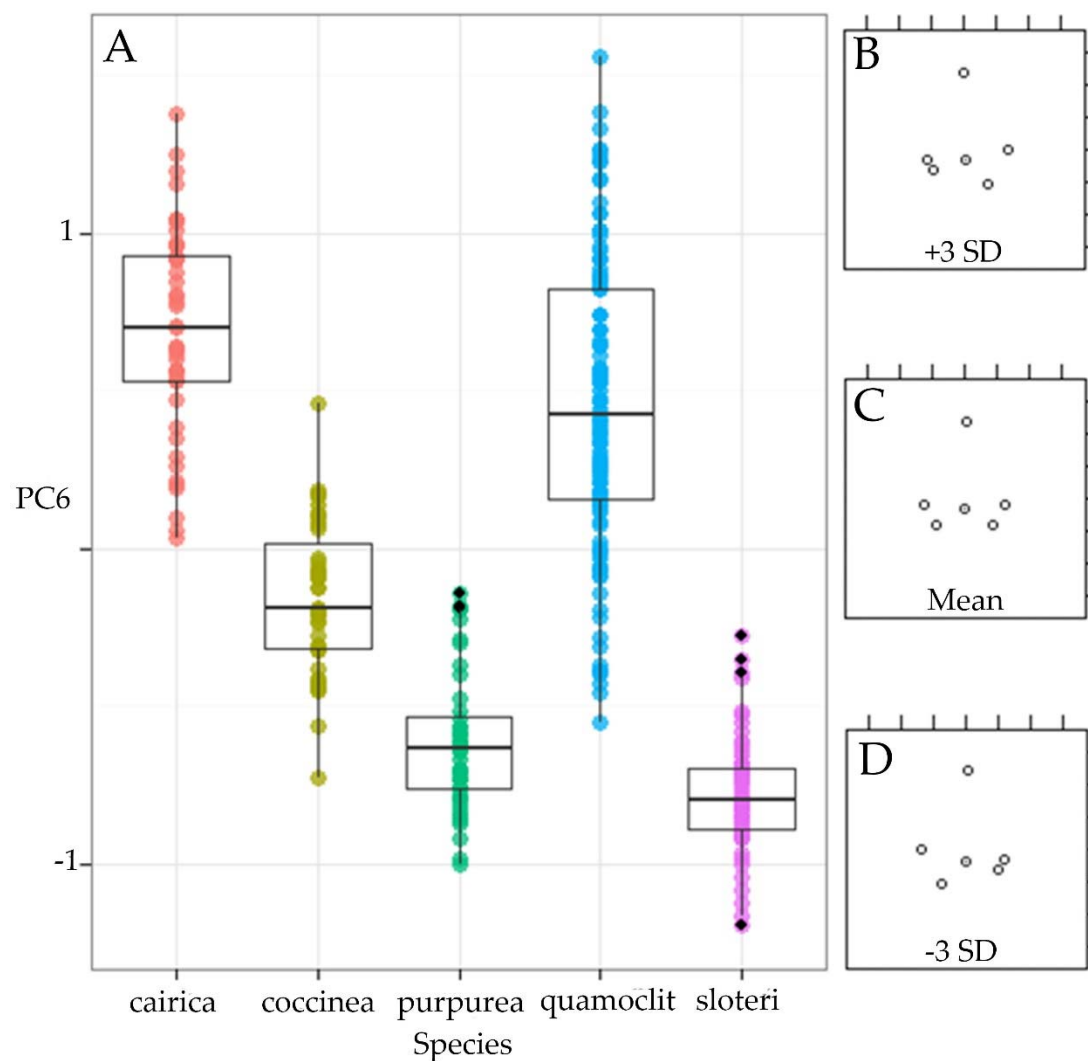 A
1
PC6
-1
cairica coccinea purpurea quamoclit sloteri
Species
B
+3 SD
C
Mean
D
-3 SD